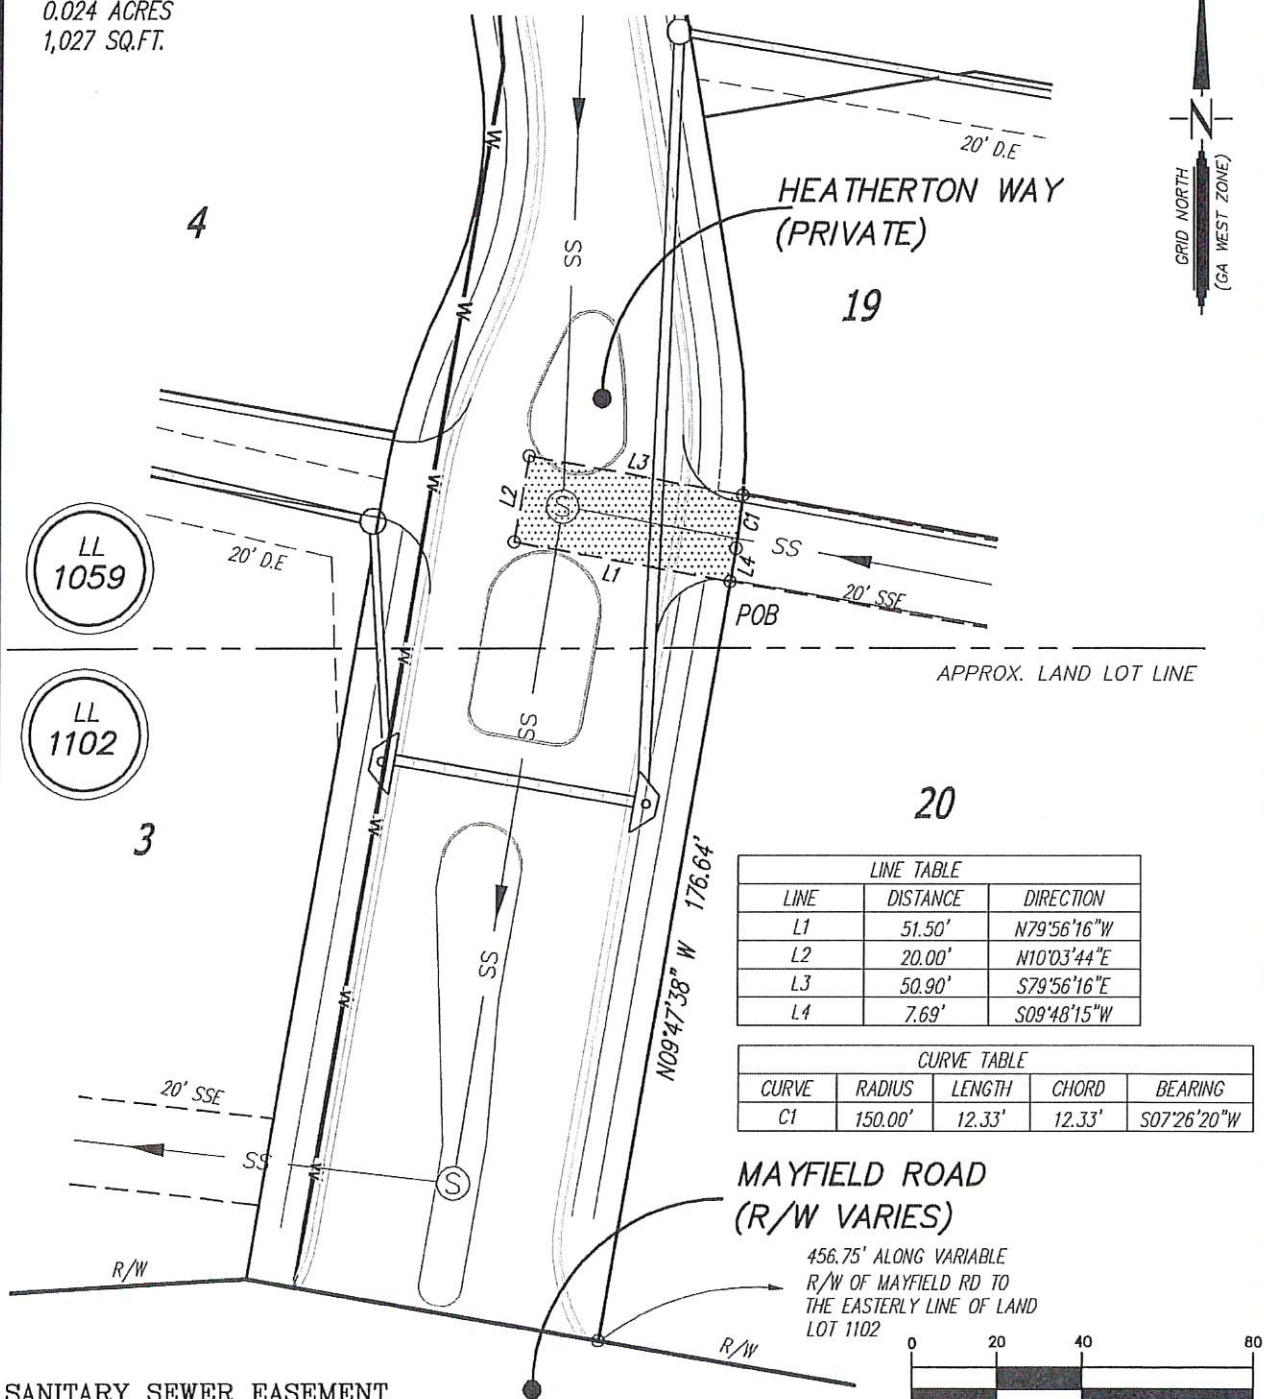 0.024 ACRES
1,027 SQ.FT.
N
GRID NORTH
(GA WEST ZONE)
20' D.E
HEATHERTON WAY
(PRIVATE)
4
19
W
SS
W
W
L3
L2
S
C1
SS
L4
L1
20' SSE
POB
LL
1059
20' D.E
W
APPROX. LAND LOT LINE
LL
1102
SS
3
W
20
N09°47'38" W 176.64'
LINE TABLE
LINE DISTANCE DIRECTION
L1 51.50' N79°56'16"W
L2 20.00' N10°03'44"E
L3 50.90' S79°56'16"E
L4 7.69' S09°48'15"W
SS
W
CURVE TABLE
CURVE RADIUS LENGTH CHORD BEARING
C1 150.00' 12.33' 12.33' S07°26'20"W
20' SSE
SS
W
S
MAYFIELD ROAD
(R/W VARIES)
456.75' ALONG VARIABLE
R/W OF MAYFIELD RD TO
THE EASTERLY LINE OF LAND
LOT 1102
R/W
R/W
0 20 40 80
SANITARY SEWER EASEMENT